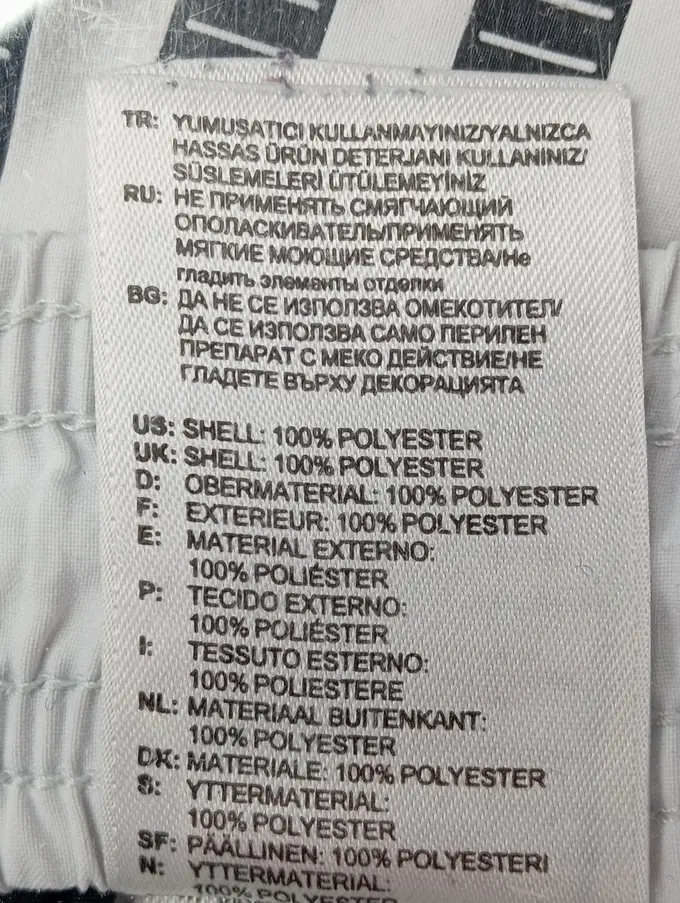 TR: YUMUSATICI KULLANMAYINIZ/YALNIZCA
HASSAS ÜRÜN DETERJANI KULLANINIZ/
SÜSLEMELERİ ÜTÜLEMEYİNİZ
RU: НЕ ПРИМЕНЯТЬ СМЯГЧАЮЩИЙ
ОПОЛАСКИВАТЕЛЬ/ПРИМЕНЯТЬ
МЯГКИЕ МОЮЩИЕ СРЕДСТВА/Не
гладить элементы отделки
BG: ДА НЕ СЕ ИЗПОЛЗВА ОМЕКОТИТЕЛ/
ДА СЕ ИЗПОЛЗВА САМО ПЕРИЛЕН
ПРЕПАРАТ С МЕКО ДЕЙСТВИЕ/НЕ
ГЛАДЕТЕ ВЪРХУ ДЕКОРАЦИЯТА
US: SHELL: 100% POLYESTER
UK: SHELL: 100% POLYESTER
D: OBERMATERIAL: 100% POLYESTER
F: EXTERIEUR: 100% POLYESTER
E: MATERIAL EXTERNO:
100% POLIÉSTER
P: TECIDO EXTERNO:
100% POLIÉSTER
I: TESSUTO ESTERNO:
100% POLIESTERE
NL: MATERIAAL BUITENKANT:
100% POLYESTER
DK: MATERIALE: 100% POLYESTER
S: YTTERMATERIAL:
100% POLYESTER
SF: PÄÄLLINEN: 100% POLYESTERI
N: YTTERMATERIAL:
100% POLYESTER